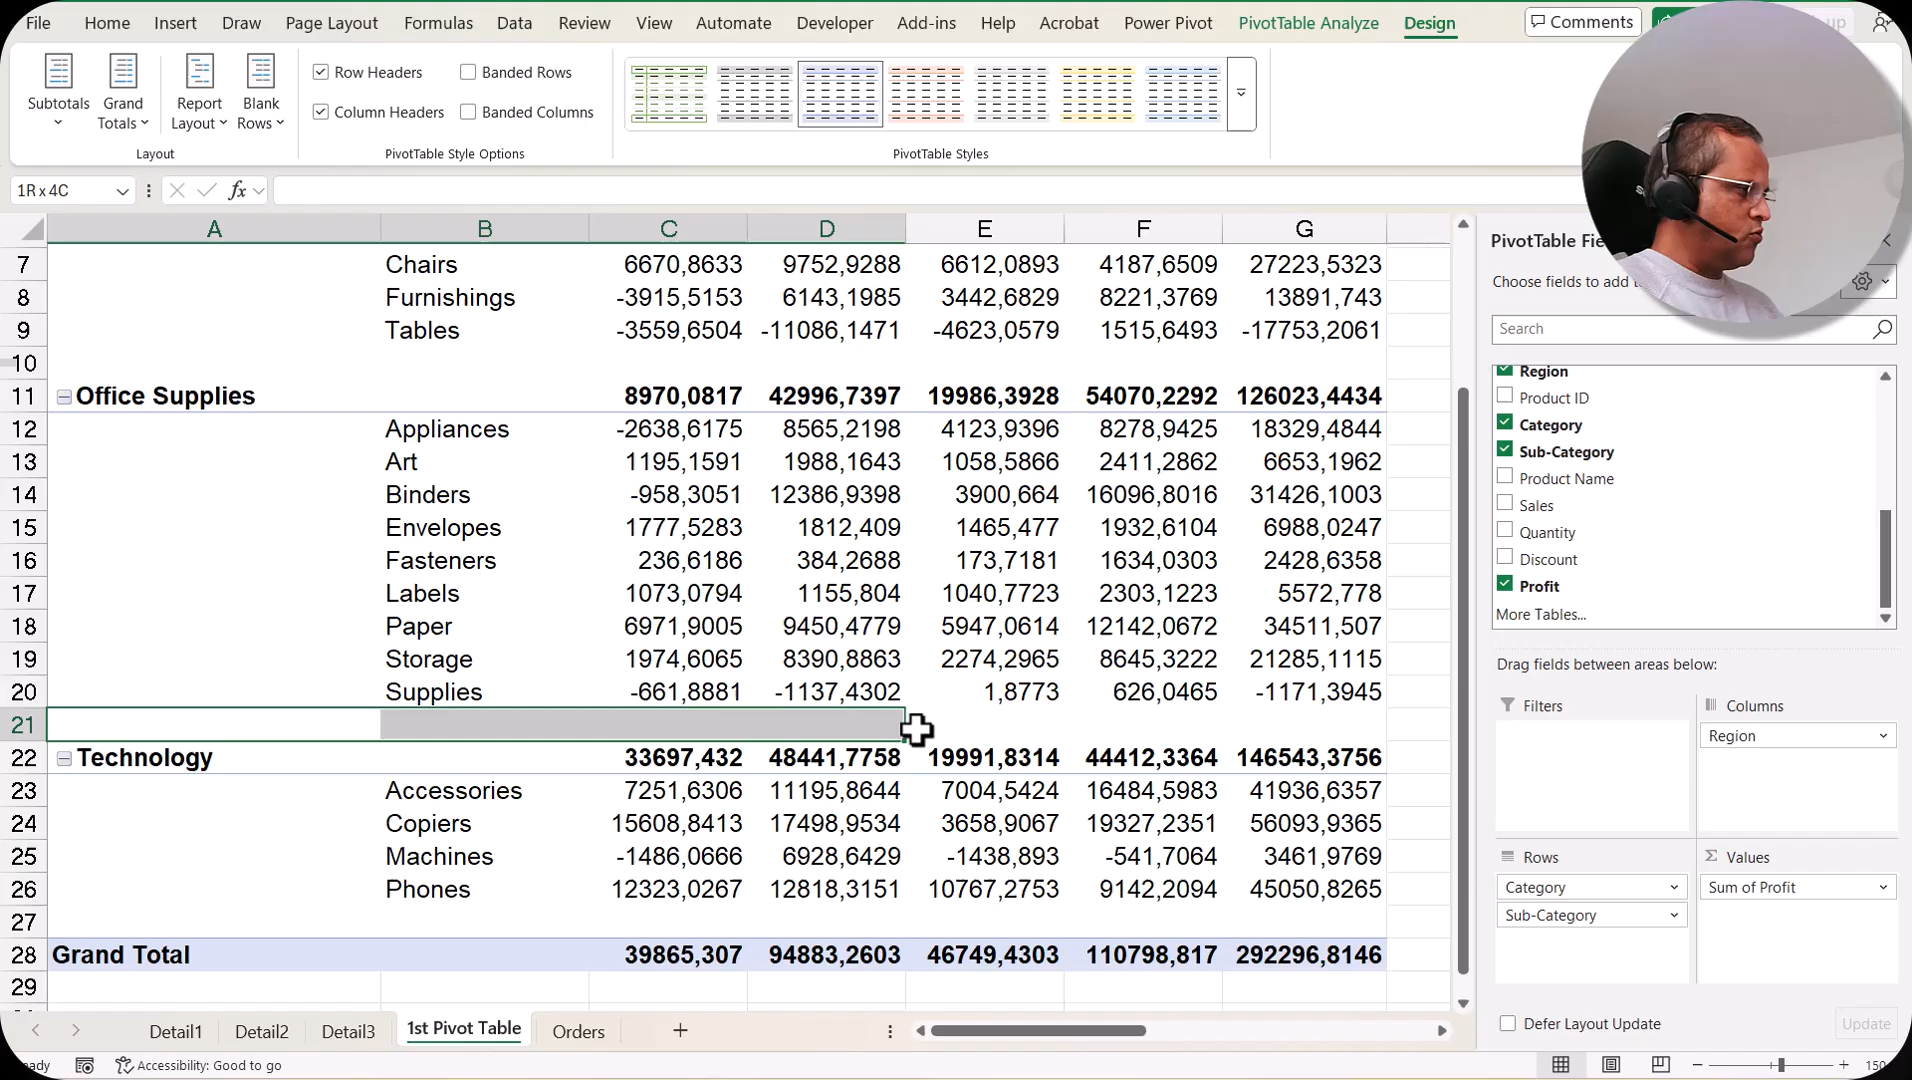 File Home Insert Draw Page Layout Formulas Data Review View Automate Developer Add-ins Help Acrobat Power Pivot PivotTable Analyze Design Comments
Subtotals Grand Totals Report Layout Blank Rows
Row Headers Banded Rows
Column Headers Banded Columns
Layout PivotTable Style Options PivotTable Styles
1R x 4C fx
A B C D E F G
7 Chairs 6670,8633 9752,9288 6612,0893 4187,6509 27223,5323
8 Furnishings -3915,5153 6143,1985 3442,6829 8221,3769 13891,743
9 Tables -3559,6504 -11086,1471 -4623,0579 1515,6493 -17753,2061
10
11 Office Supplies 8970,0817 42996,7397 19986,3928 54070,2292 126023,4434
12 Appliances -2638,6175 8565,2198 4123,9396 8278,9425 18329,4844
13 Art 1195,1591 1988,1643 1058,5866 2411,2862 6653,1962
14 Binders -958,3051 12386,9398 3900,664 16096,8016 31426,1003
15 Envelopes 1777,5283 1812,409 1465,477 1932,6104 6988,0247
16 Fasteners 236,6186 384,2688 173,7181 1634,0303 2428,6358
17 Labels 1073,0794 1155,804 1040,7723 2303,1223 5572,778
18 Paper 6971,9005 9450,4779 5947,0614 12142,0672 34511,507
19 Storage 1974,6065 8390,8863 2274,2965 8645,3222 21285,1115
20 Supplies -661,8881 -1137,4302 1,8773 626,0465 -1171,3945
21
22 Technology 33697,432 48441,7758 19991,8314 44412,3364 146543,3756
23 Accessories 7251,6306 11195,8644 7004,5424 16484,5983 41936,6357
24 Copiers 15608,8413 17498,9534 3658,9067 19327,2351 56093,9365
25 Machines -1486,0666 6928,6429 -1438,893 -541,7064 3461,9769
26 Phones 12323,0267 12818,3151 10767,2753 9142,2094 45050,8265
27
28 Grand Total 39865,307 94883,2603 46749,4303 110798,817 292296,8146
29
Detail1 Detail2 Detail3 1st Pivot Table Orders
Accessibility: Good to go
PivotTable
Choose fields to add
Search
Region
Product ID
Category
Sub-Category
Product Name
Sales
Quantity
Discount
Profit
More Tables...
Drag fields between areas below:
Filters Columns
Region
Rows Values
Category Sum of Profit
Sub-Category
Defer Layout Update Update